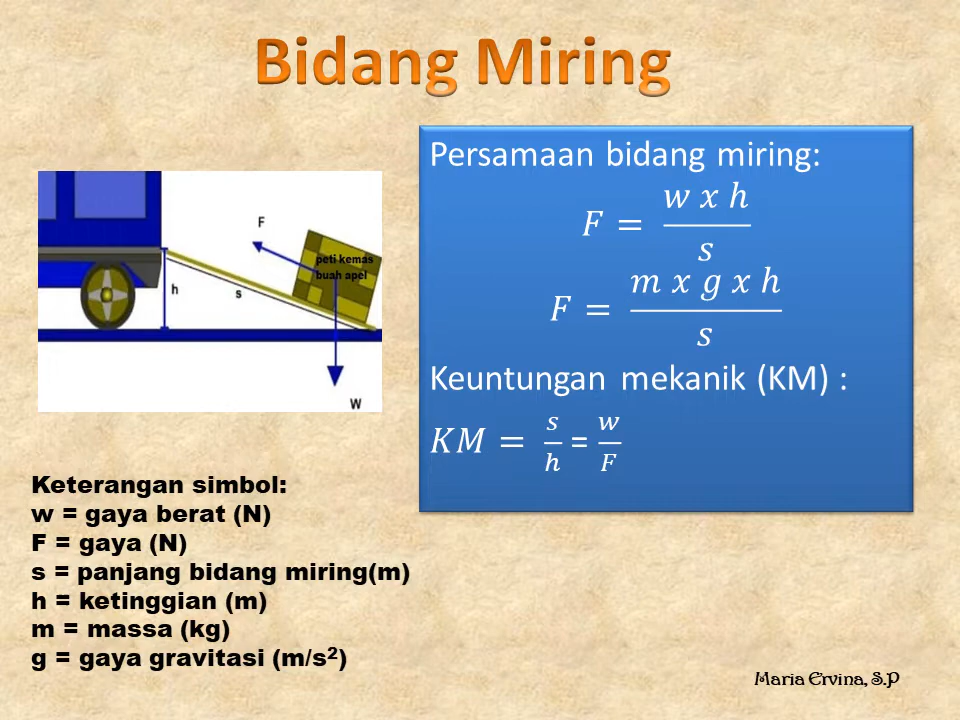 Bidang Miring
F
peti kemas
buah apel
h
s
W
Persamaan bidang miring:
F = w x h / s
F = m x g x h / s
Keuntungan mekanik (KM) :
KM = s/h = w/F
Keterangan simbol:
w = gaya berat (N)
F = gaya (N)
s = panjang bidang miring(m)
h = ketinggian (m)
m = massa (kg)
g = gaya gravitasi (m/s²)
Maria Ervina, S.P